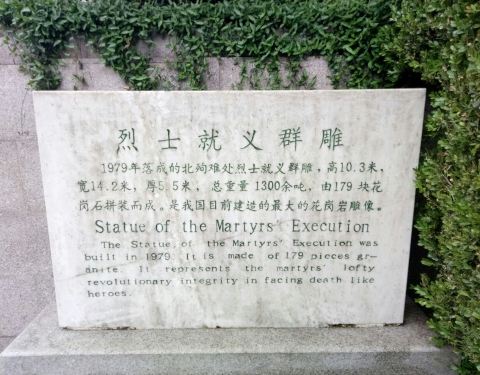 烈士就义群雕
1979年落成的北殉难处烈士就义群雕，高10.3米，
宽14.2米，厚5.5米，总重量1300余吨，由179块花
岗石拼装而成。是我国目前建造的最大的花岗岩雕像。
Statue of the Martyrs' Execution
The Statue of the Martyrs' Execution was
built in 1979. It is made of 179 pieces gr-
anite. It represents the martyrs' lofty
revolutionary integrity in facing death like
heroes.